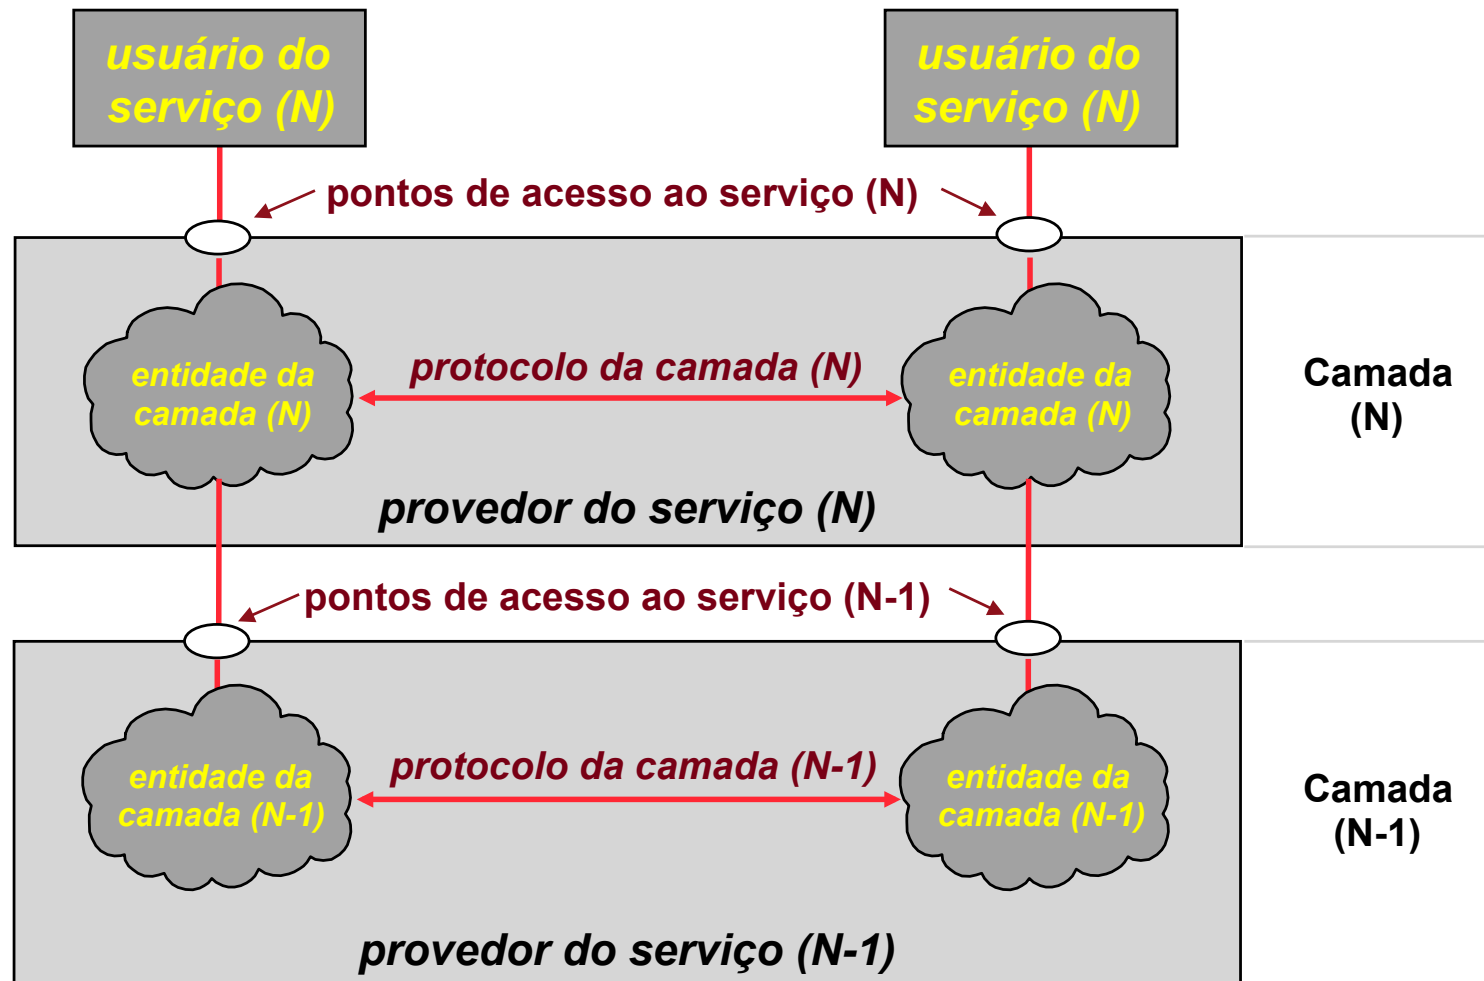 usuário do
serviço (N)
usuário do
serviço (N)
pontos de acesso ao serviço (N)
entidade da
camada (N)
protocolo da camada (N)
entidade da
camada (N)
Camada
(N)
provedor do serviço (N)
pontos de acesso ao serviço (N-1)
entidade da
camada (N-1)
protocolo da camada (N-1)
entidade da
camada (N-1)
Camada
(N-1)
provedor do serviço (N-1)